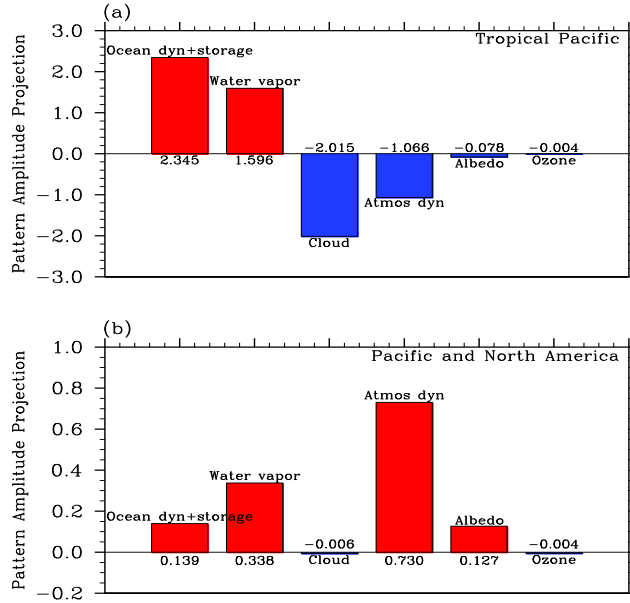 (a)
Tropical Pacific
Pattern Amplitude Projection
3.0
2.0
1.0
0.0
−1.0
−2.0
−3.0
Ocean dyn+storage
Water vapor
−2.015
−1.066
−0.078
−0.004
2.345
1.596
Albedo
Ozone
Atmos dyn
Cloud
(b)
Pacific and North America
Pattern Amplitude Projection
1.0
0.8
0.6
0.4
0.2
0.0
−0.2
Atmos dyn
Water vapor
Ocean dyn+storage
Albedo
−0.006
−0.004
0.139
0.338
Cloud
0.730
0.127
Ozone